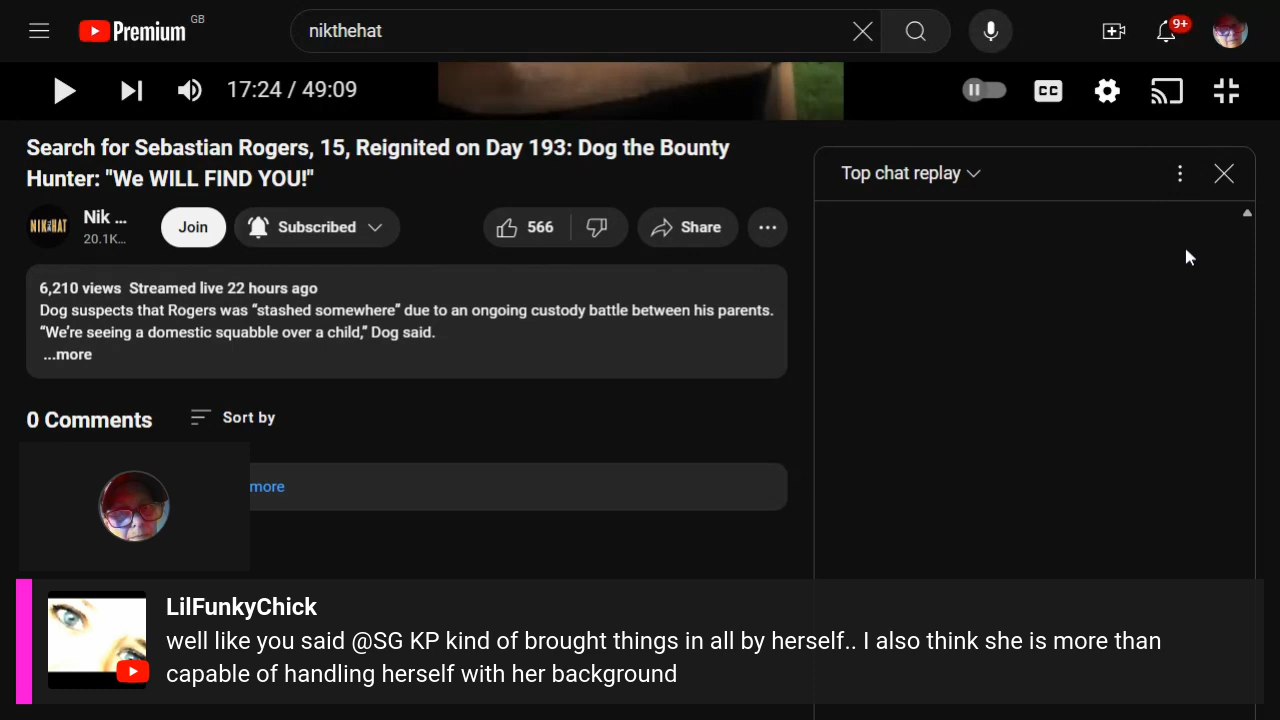 Premium GB
nikthehat
9+
17:24 / 49:09
CC
Search for Sebastian Rogers, 15, Reignited on Day 193: Dog the Bounty
Hunter: "We WILL FIND YOU!"
Top chat replay
NIKTHEHAT
Nik ...
20.1K...
Join
Subscribed
566
Share
6,210 views Streamed live 22 hours ago
Dog suspects that Rogers was “stashed somewhere” due to an ongoing custody battle between his parents.
“We’re seeing a domestic squabble over a child,” Dog said.
...more
0 Comments
Sort by
more
LilFunkyChick
well like you said @SG KP kind of brought things in all by herself.. I also think she is more than
capable of handling herself with her background